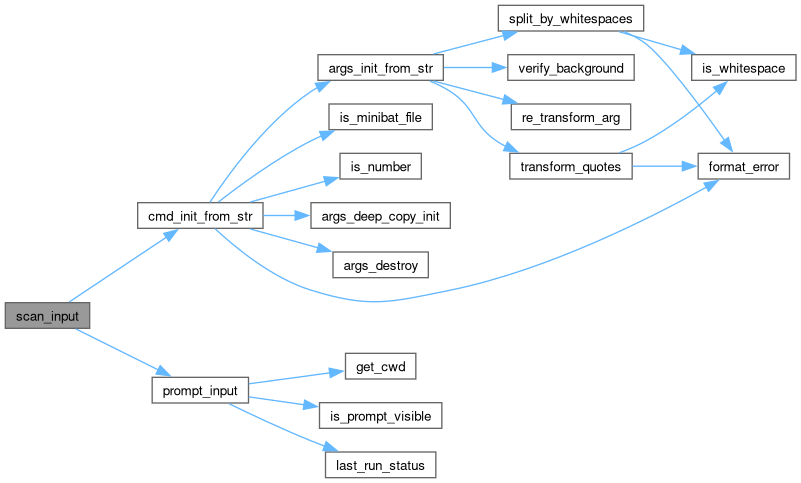 split_by_whitespaces
args_init_from_str
verify_background
is_whitespace
is_minibat_file
re_transform_arg
is_number
transform_quotes
format_error
cmd_init_from_str
args_deep_copy_init
args_destroy
scan_input
get_cwd
prompt_input
is_prompt_visible
last_run_status